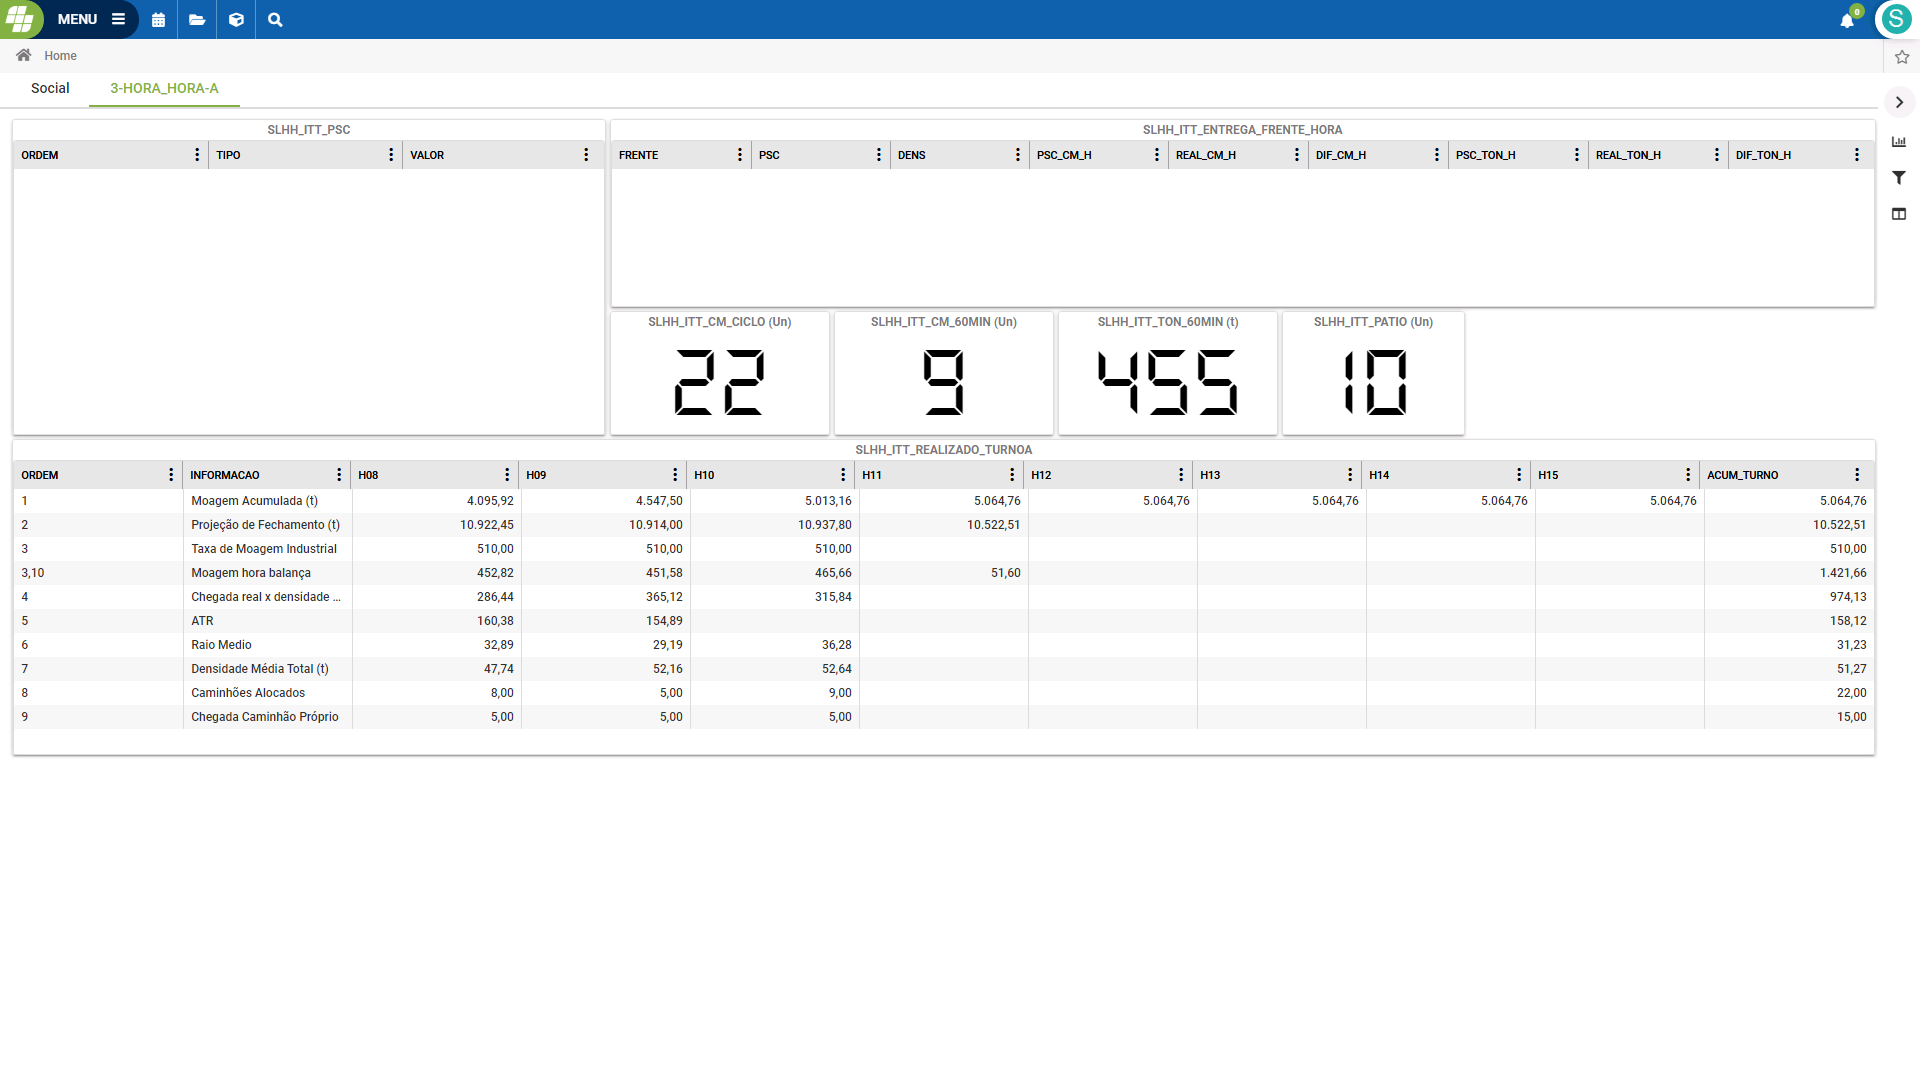 MENU
0
S
Home
Social 3-HORA_HORA-A
SLHH_ITT_PSC
ORDEM TIPO VALOR
SLHH_ITT_ENTREGA_FRENTE_HORA
FRENTE PSC DENS PSC_CM_H REAL_CM_H DIF_CM_H PSC_TON_H REAL_TON_H DIF_TON_H
SLHH_ITT_CM_CICLO (Un)
22
SLHH_ITT_CM_60MIN (Un)
9
SLHH_ITT_TON_60MIN (t)
455
SLHH_ITT_PATIO (Un)
10
SLHH_ITT_REALIZADO_TURNOA
ORDEM INFORMACAO H08 H09 H10 H11 H12 H13 H14 H15 ACUM_TURNO
1 Moagem Acumulada (t) 4.095,92 4.547,50 5.013,16 5.064,76 5.064,76 5.064,76 5.064,76 5.064,76 5.064,76
2 Projeção de Fechamento (t) 10.922,45 10.914,00 10.937,80 10.522,51 10.522,51
3 Taxa de Moagem Industrial 510,00 510,00 510,00 510,00
3,10 Moagem hora balança 452,82 451,58 465,66 51,60 1.421,66
4 Chegada real x densidade ... 286,44 365,12 315,84 974,13
5 ATR 160,38 154,89 158,12
6 Raio Medio 32,89 29,19 36,28 31,23
7 Densidade Média Total (t) 47,74 52,16 52,64 51,27
8 Caminhões Alocados 8,00 5,00 9,00 22,00
9 Chegada Caminhão Próprio 5,00 5,00 5,00 15,00